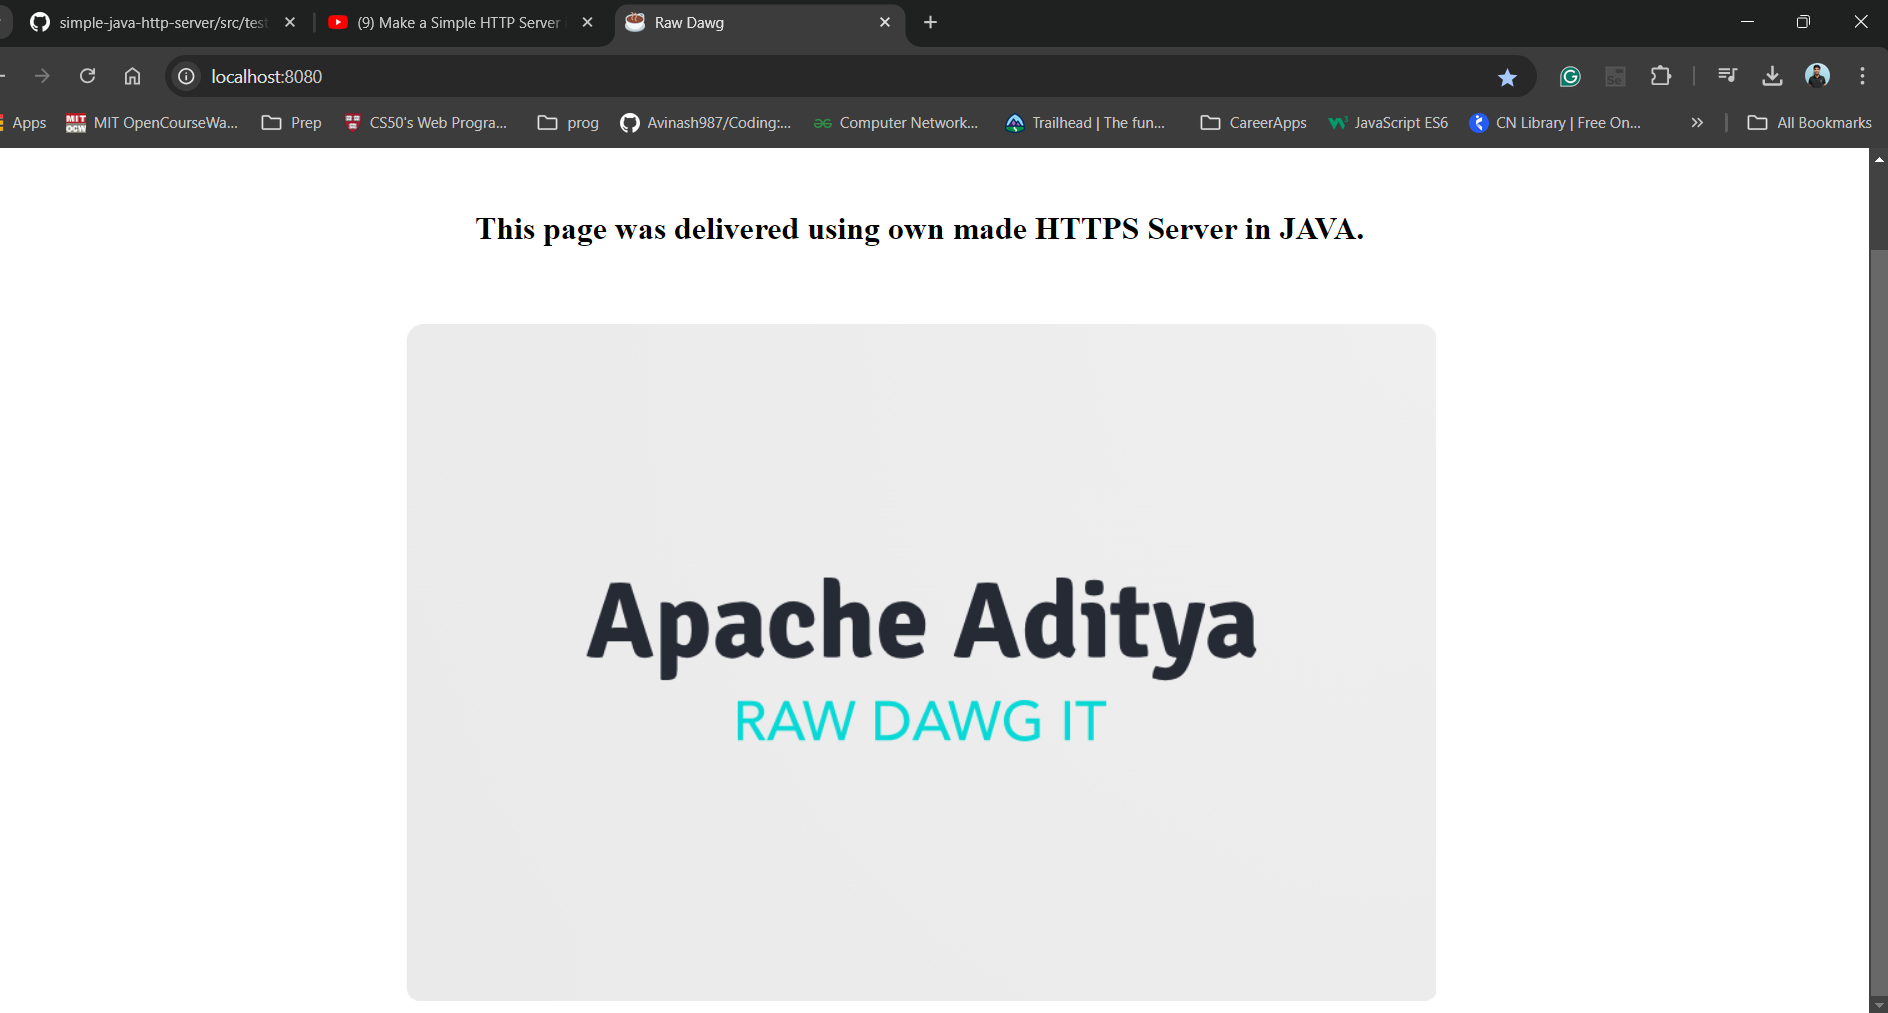 simple-java-http-server/src/test
(9) Make a Simple HTTP Server i
Raw Dawg
localhost:8080
Apps
MIT OpenCourseWa...
Prep
CS50's Web Progra...
prog
Avinash987/Coding:...
Computer Network...
Trailhead | The fun...
CareerApps
JavaScript ES6
CN Library | Free On...
All Bookmarks
This page was delivered using own made HTTPS Server in JAVA.
Apache Aditya
RAW DAWG IT